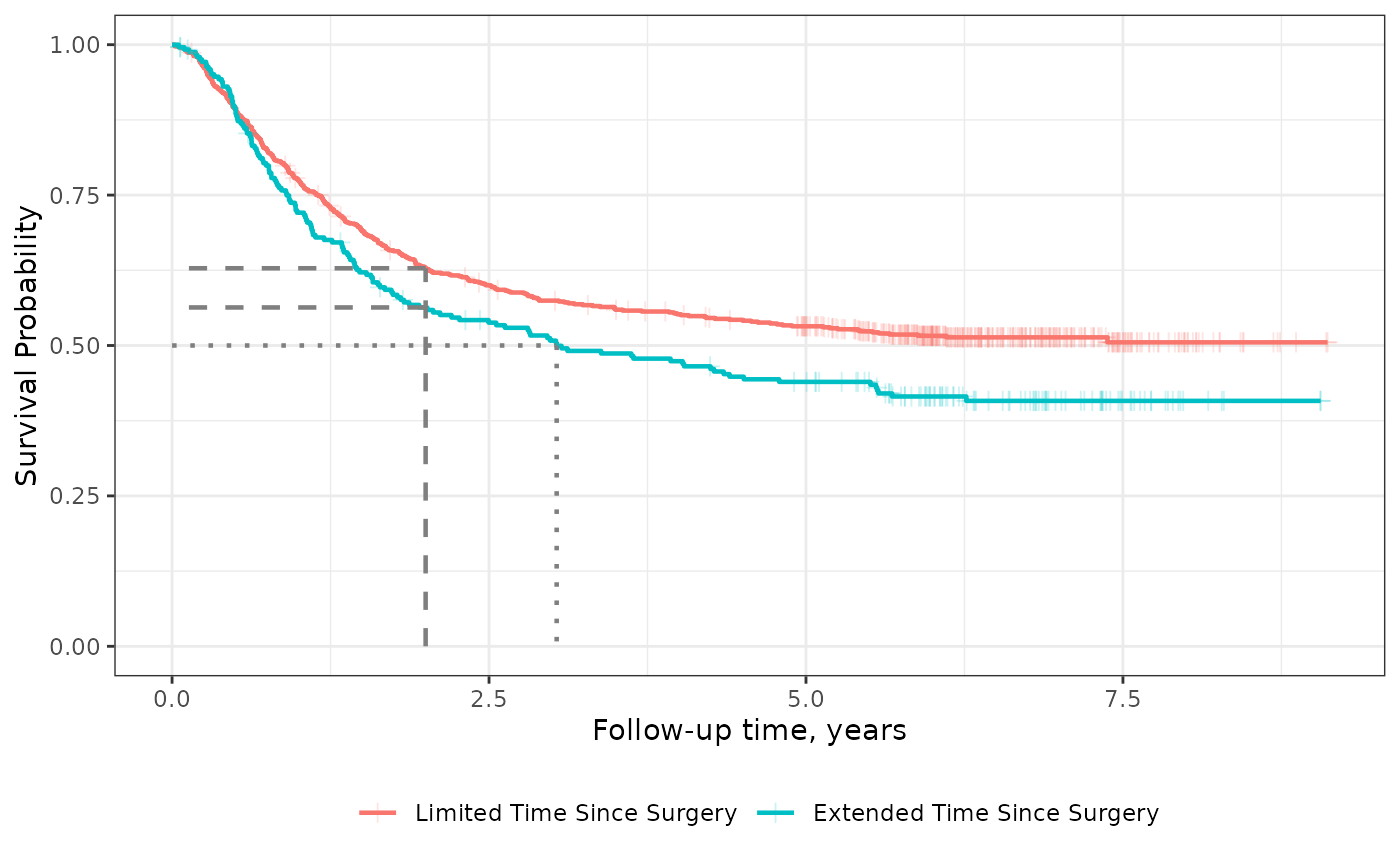 Survival Probability
1.00
0.75
0.50
0.25
0.00
0.0 2.5 5.0 7.5
Follow-up time, years
Limited Time Since Surgery Extended Time Since Surgery